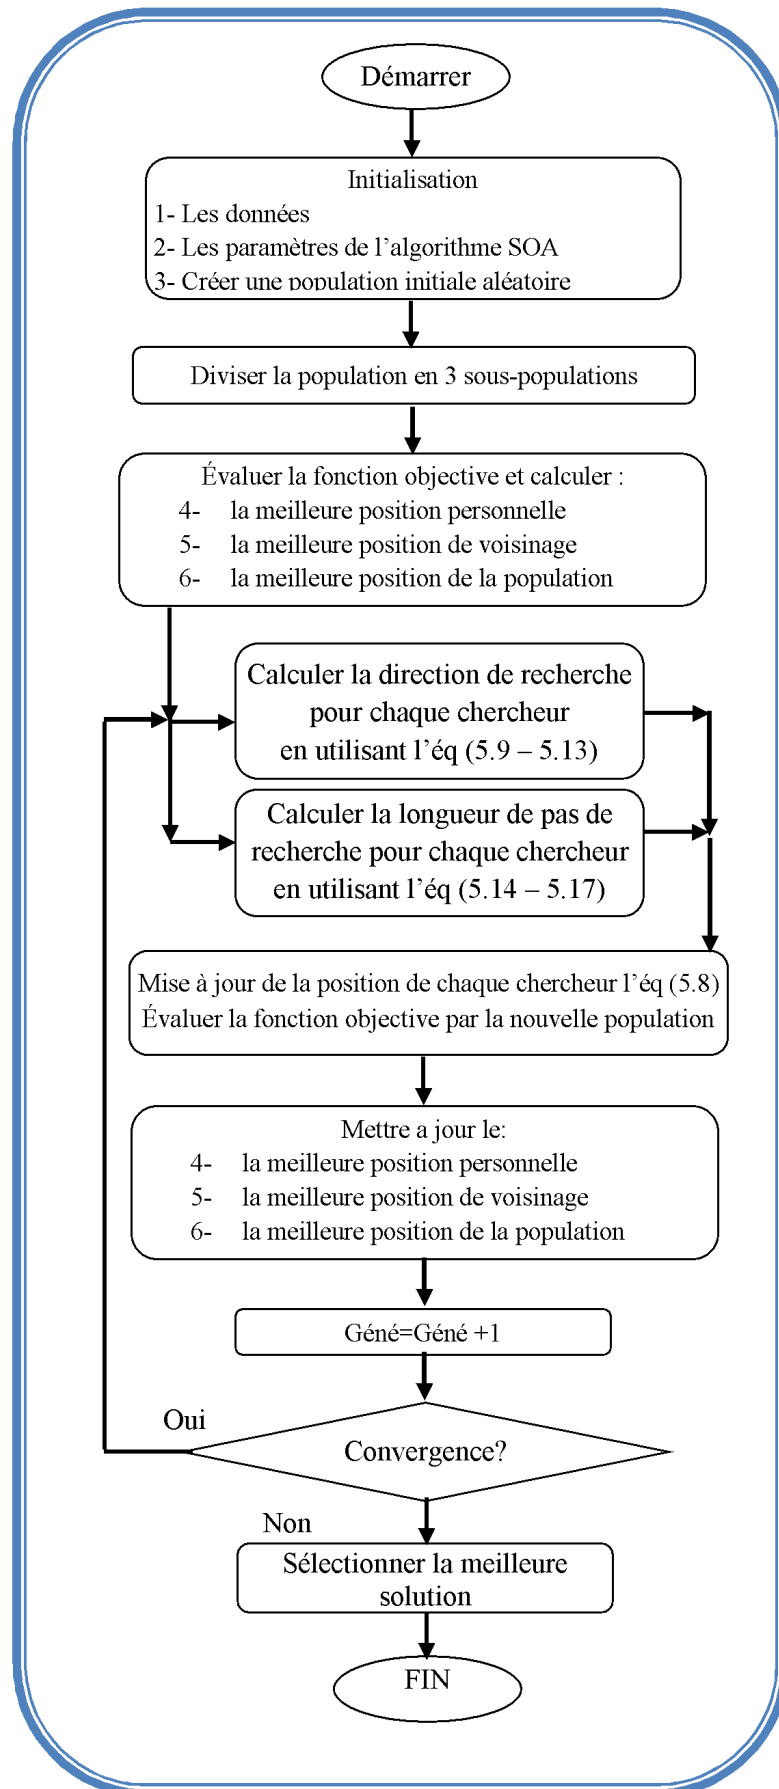 Démarrer
Initialisation
1- Les données
2- Les paramètres de l’algorithme SOA
3- Créer une population initiale aléatoire
Diviser la population en 3 sous-populations
Évaluer la fonction objective et calculer :
4- la meilleure position personnelle
5- la meilleure position de voisinage
6- la meilleure position de la population
Calculer la direction de recherche
pour chaque chercheur
en utilisant l’éq (5.9 – 5.13)
Calculer la longueur de pas de
recherche pour chaque chercheur
en utilisant l’éq (5.14 – 5.17)
Mise à jour de la position de chaque chercheur l’éq (5.8)
Évaluer la fonction objective par la nouvelle population
Mettre a jour le:
4- la meilleure position personnelle
5- la meilleure position de voisinage
6- la meilleure position de la population
Géné=Géné +1
Oui
Convergence?
Non
Sélectionner la meilleure
solution
FIN